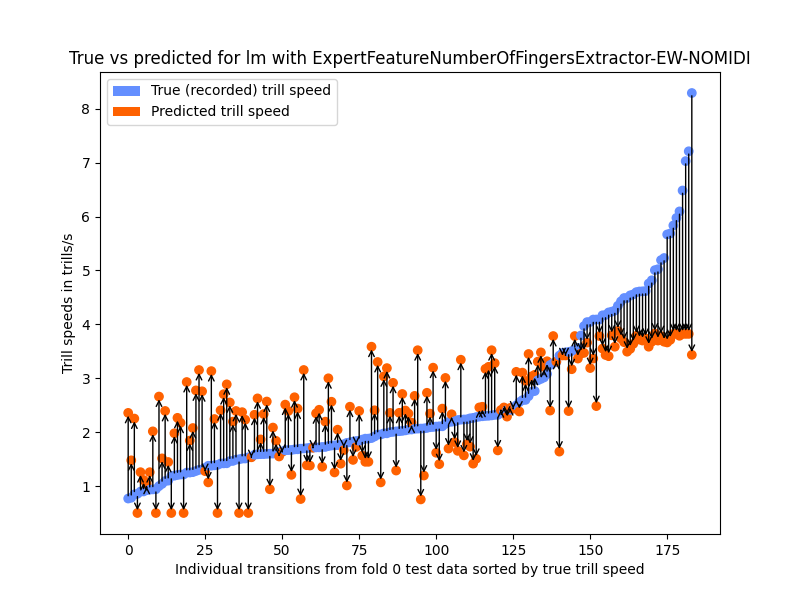 True vs predicted for lm with ExpertFeatureNumberOfFingersExtractor-EW-NOMIDI
True (recorded) trill speed
Predicted trill speed
8
7
6
5
4
3
2
1
Trill speeds in trills/s
0 25 50 75 100 125 150 175
Individual transitions from fold 0 test data sorted by true trill speed